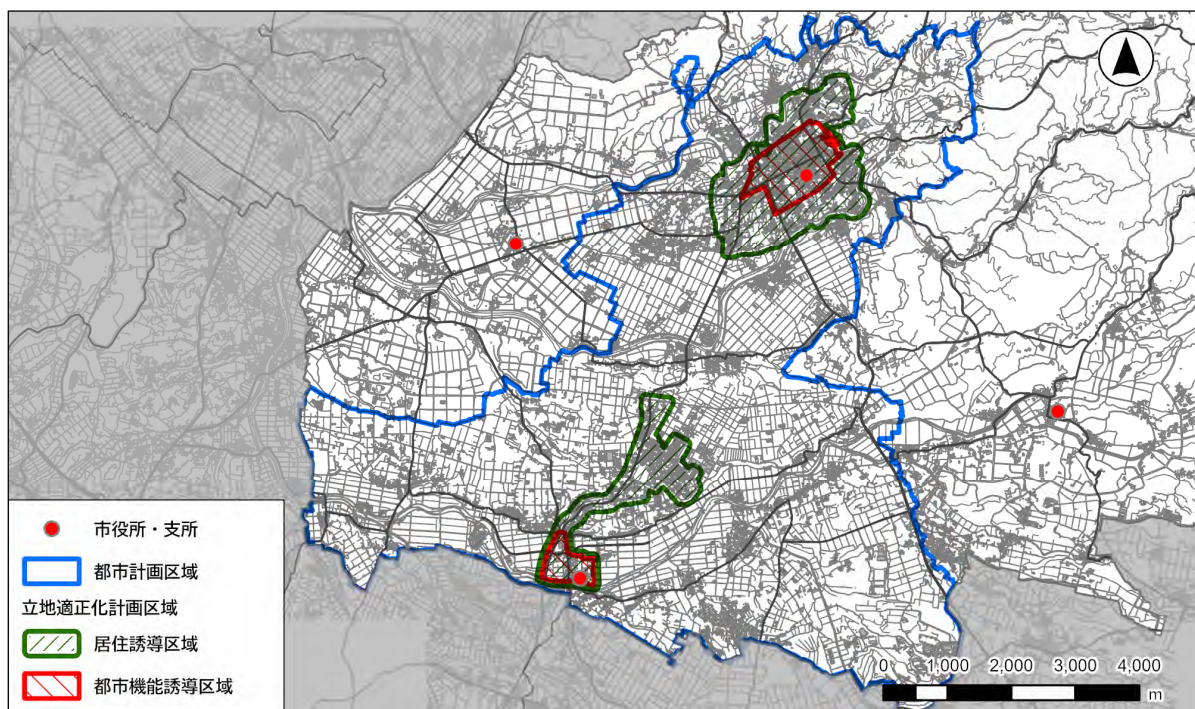 市役所・支所
都市計画区域
立地適正化計画区域
居住誘導区域
都市機能誘導区域
0 1,000 2,000 3,000 4,000
m